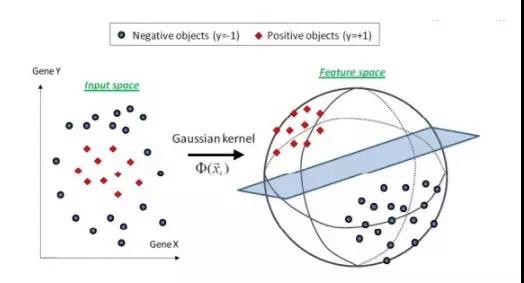 Negative objects (y=-1) Positive objects (y=+1)
Gene Y
Input space
Feature space
Gaussian kernel
Φ(x⃗ᵢ)
Gene X